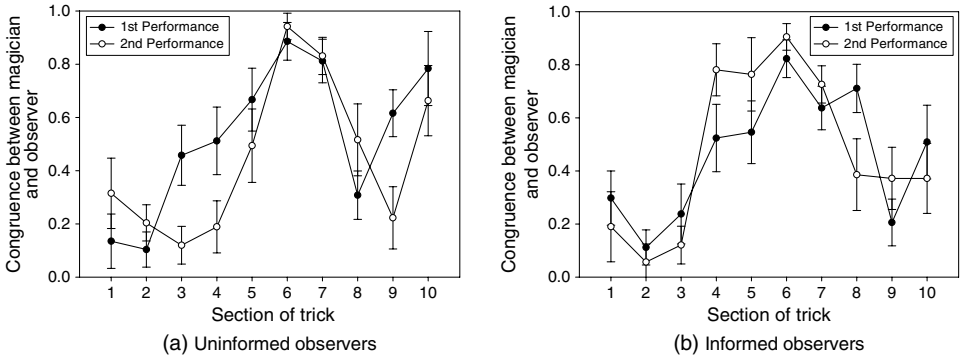 1st Performance
2nd Performance
Congruence between magician
and observer
1.0
0.8
0.6
0.4
0.2
0.0
1 2 3 4 5 6 7 8 9 10
Section of trick
(a) Uninformed observers
1st Performance
2nd Performance
Congruence between magician
and observer
1.0
0.8
0.6
0.4
0.2
0.0
1 2 3 4 5 6 7 8 9 10
Section of trick
(b) Informed observers